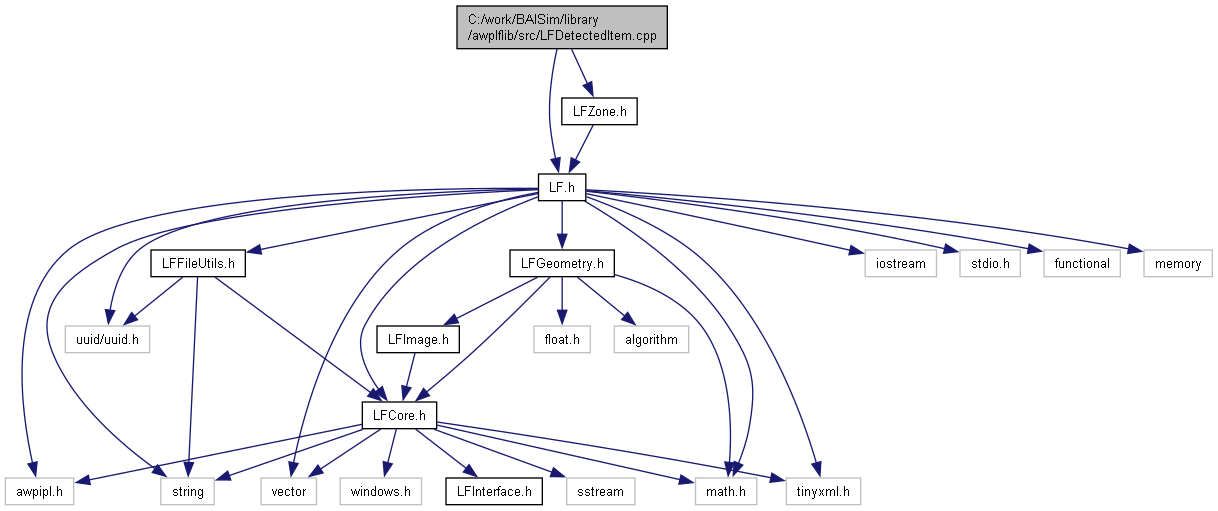 C:/work/BAISim/library
/awplflib/src/LFDetectedItem.cpp
LFZone.h
LF.h
LFFileUtils.h
LFGeometry.h
iostream
stdio.h
functional
memory
uuid/uuid.h
LFImage.h
float.h
algorithm
LFCore.h
awpipl.h
string
vector
windows.h
LFInterface.h
sstream
math.h
tinyxml.h